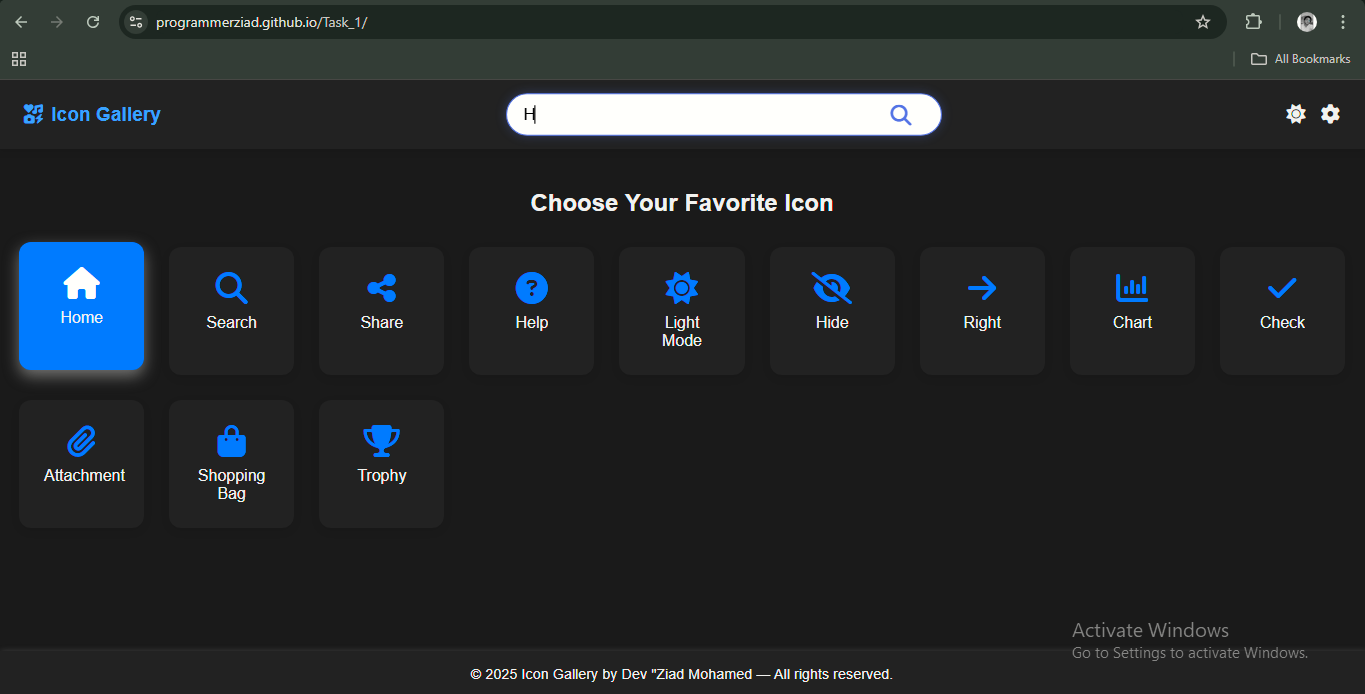 programmerziad.github.io/Task_1/
All Bookmarks
Icon Gallery
H
Choose Your Favorite Icon
Home
Search
Share
Help
Light
Mode
Hide
Right
Chart
Check
Attachment
Shopping
Bag
Trophy
Activate Windows
Go to Settings to activate Windows.
© 2025 Icon Gallery by Dev "Ziad Mohamed — All rights reserved.